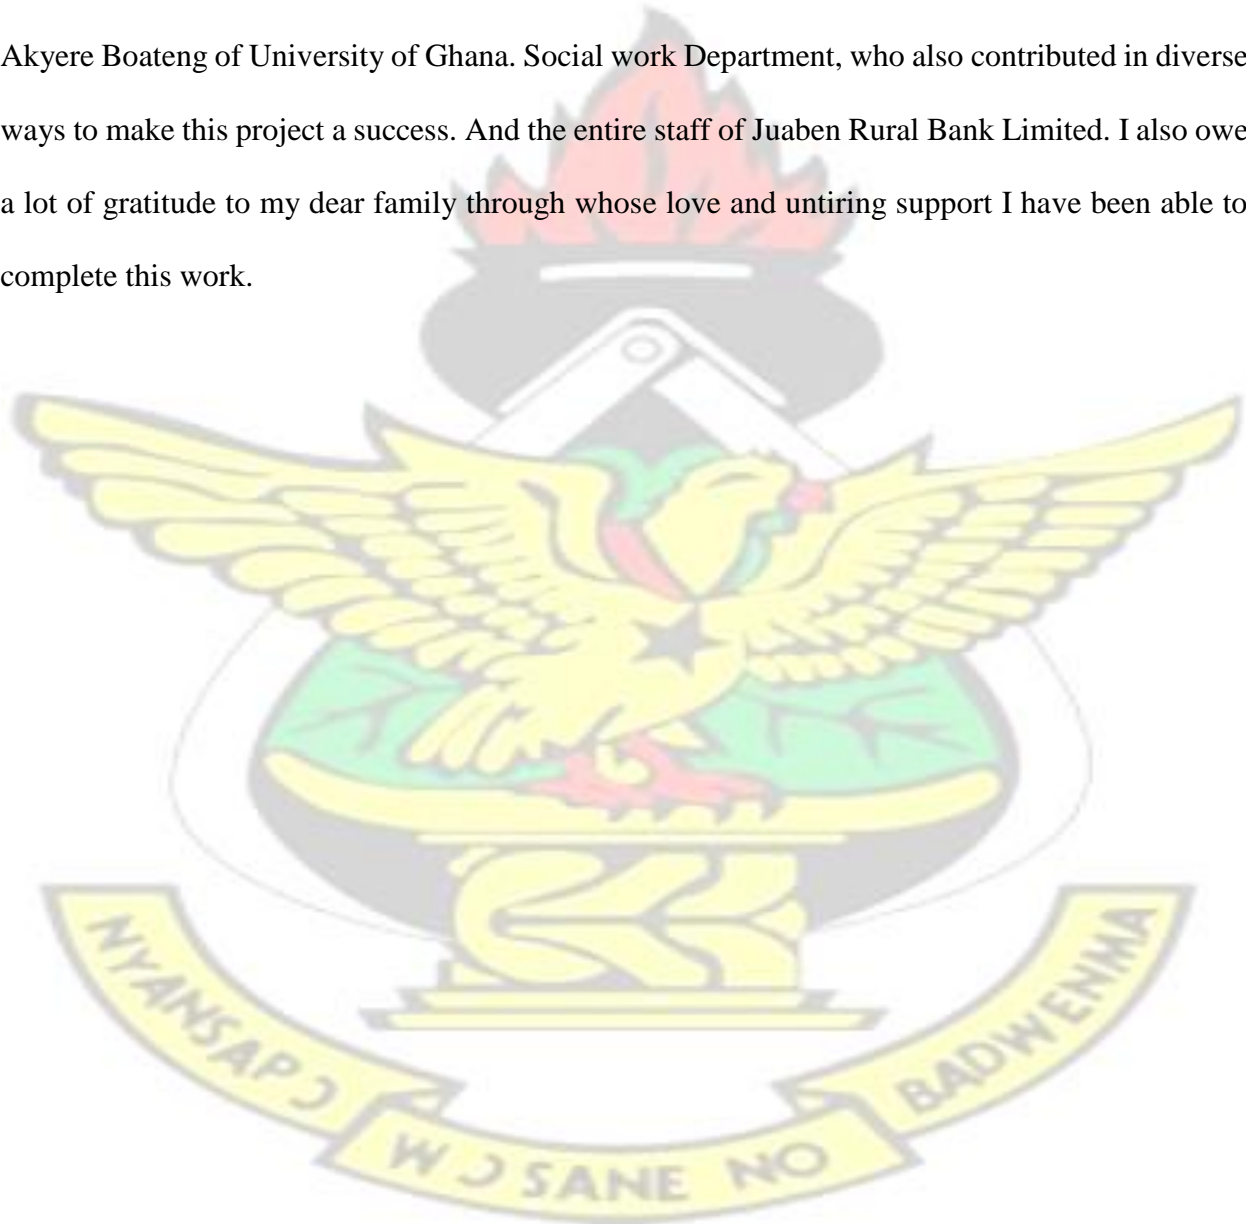 Akyere Boateng of University of Ghana. Social work Department, who also contributed in diverse
ways to make this project a success. And the entire staff of Juaben Rural Bank Limited. I also owe
a lot of gratitude to my dear family through whose love and untiring support I have been able to
complete this work.
NYANSAPƆ
WƆSANE NO
BADWENMA